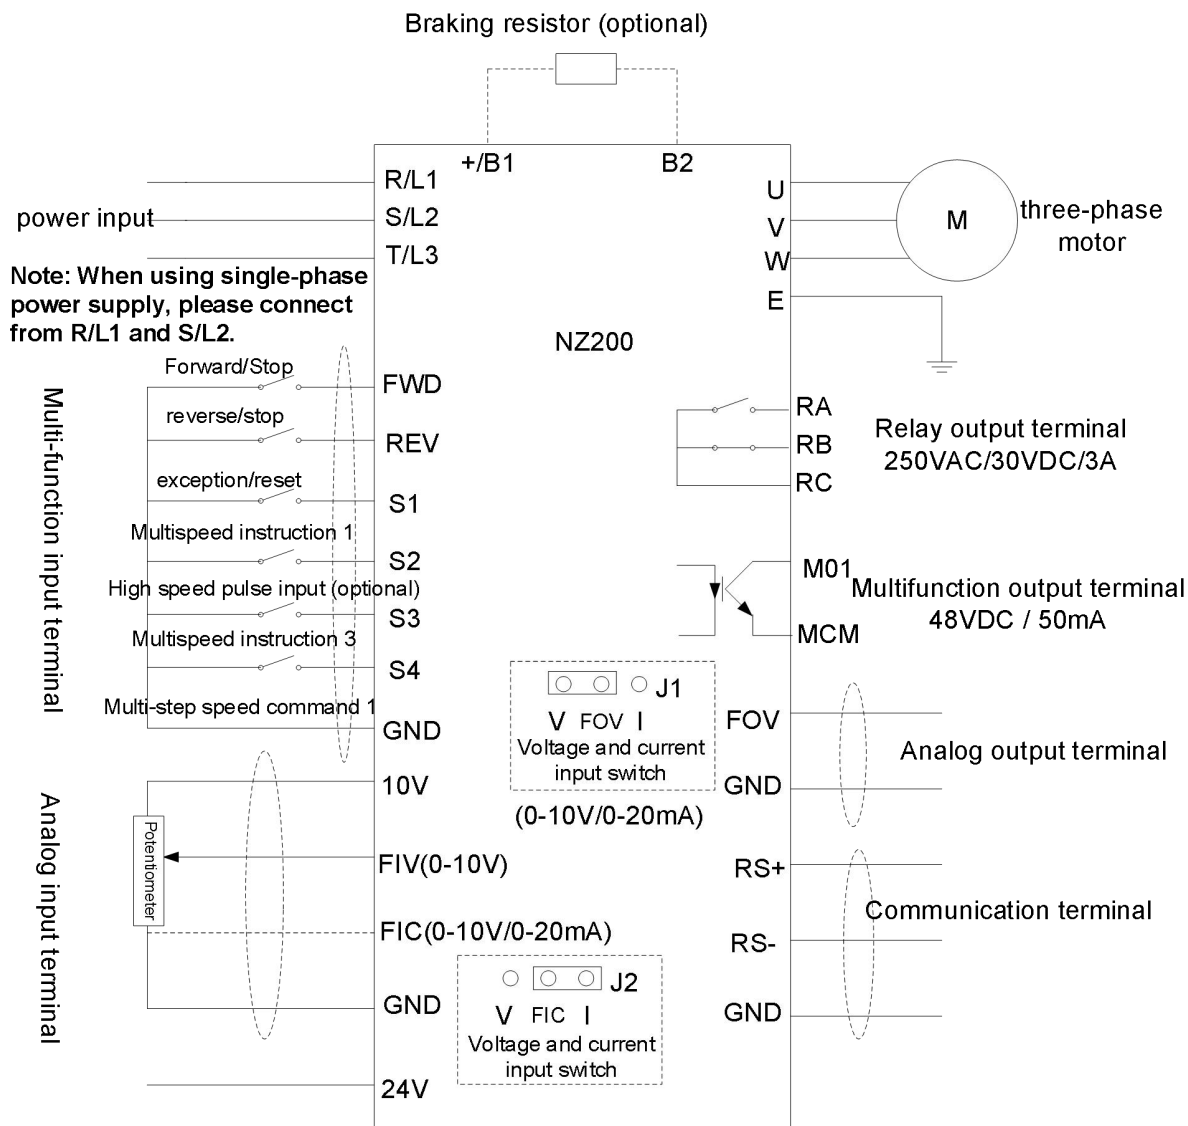 Braking resistor (optional)
+/B1
B2
R/L1
power input
S/L2
T/L3
Note: When using single-phase
power supply, please connect
from R/L1 and S/L2.
U
V
W
E
M
three-phase
motor
NZ200
Multi-function input terminal
Forward/Stop
FWD
reverse/stop
REV
exception/reset
S1
Multispeed instruction 1
S2
High speed pulse input (optional)
S3
Multispeed instruction 3
S4
Multi-step speed command 1
GND
RA
RB
RC
Relay output terminal
250VAC/30VDC/3A
M01
MCM
Multifunction output terminal
48VDC / 50mA
J1
V FOV I
Voltage and current
input switch
(0-10V/0-20mA)
FOV
GND
Analog output terminal
Analog input terminal
10V
Potentiometer
FIV(0-10V)
FIC(0-10V/0-20mA)
GND
24V
J2
V FIC I
Voltage and current
input switch
RS+
RS-
GND
Communication terminal